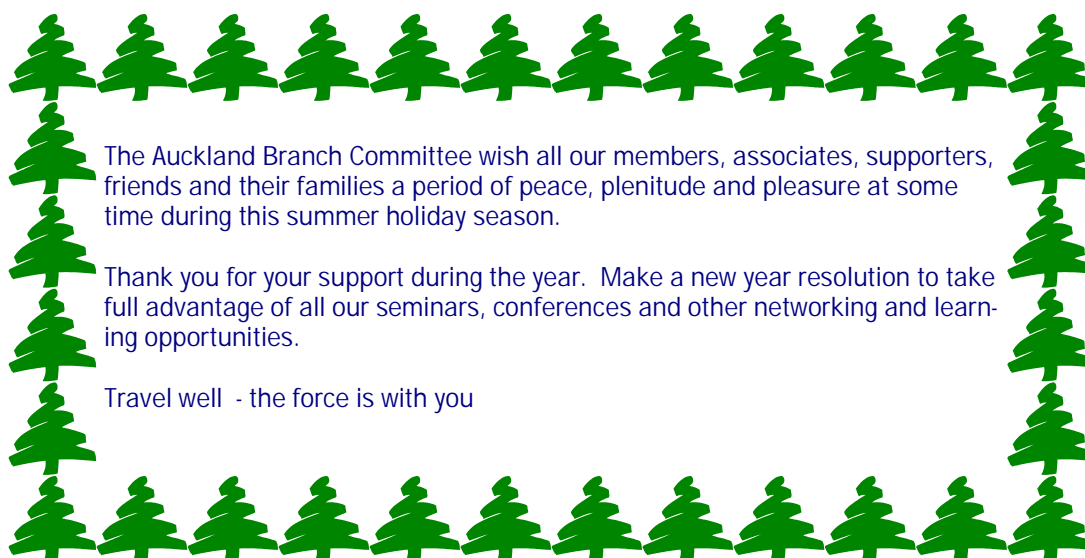 The Auckland Branch Committee wish all our members, associates, supporters,
friends and their families a period of peace, plenitude and pleasure at some
time during this summer holiday season.
Thank you for your support during the year.  Make a new year resolution to take
full advantage of all our seminars, conferences and other networking and learn-
ing opportunities.
Travel well  - the force is with you